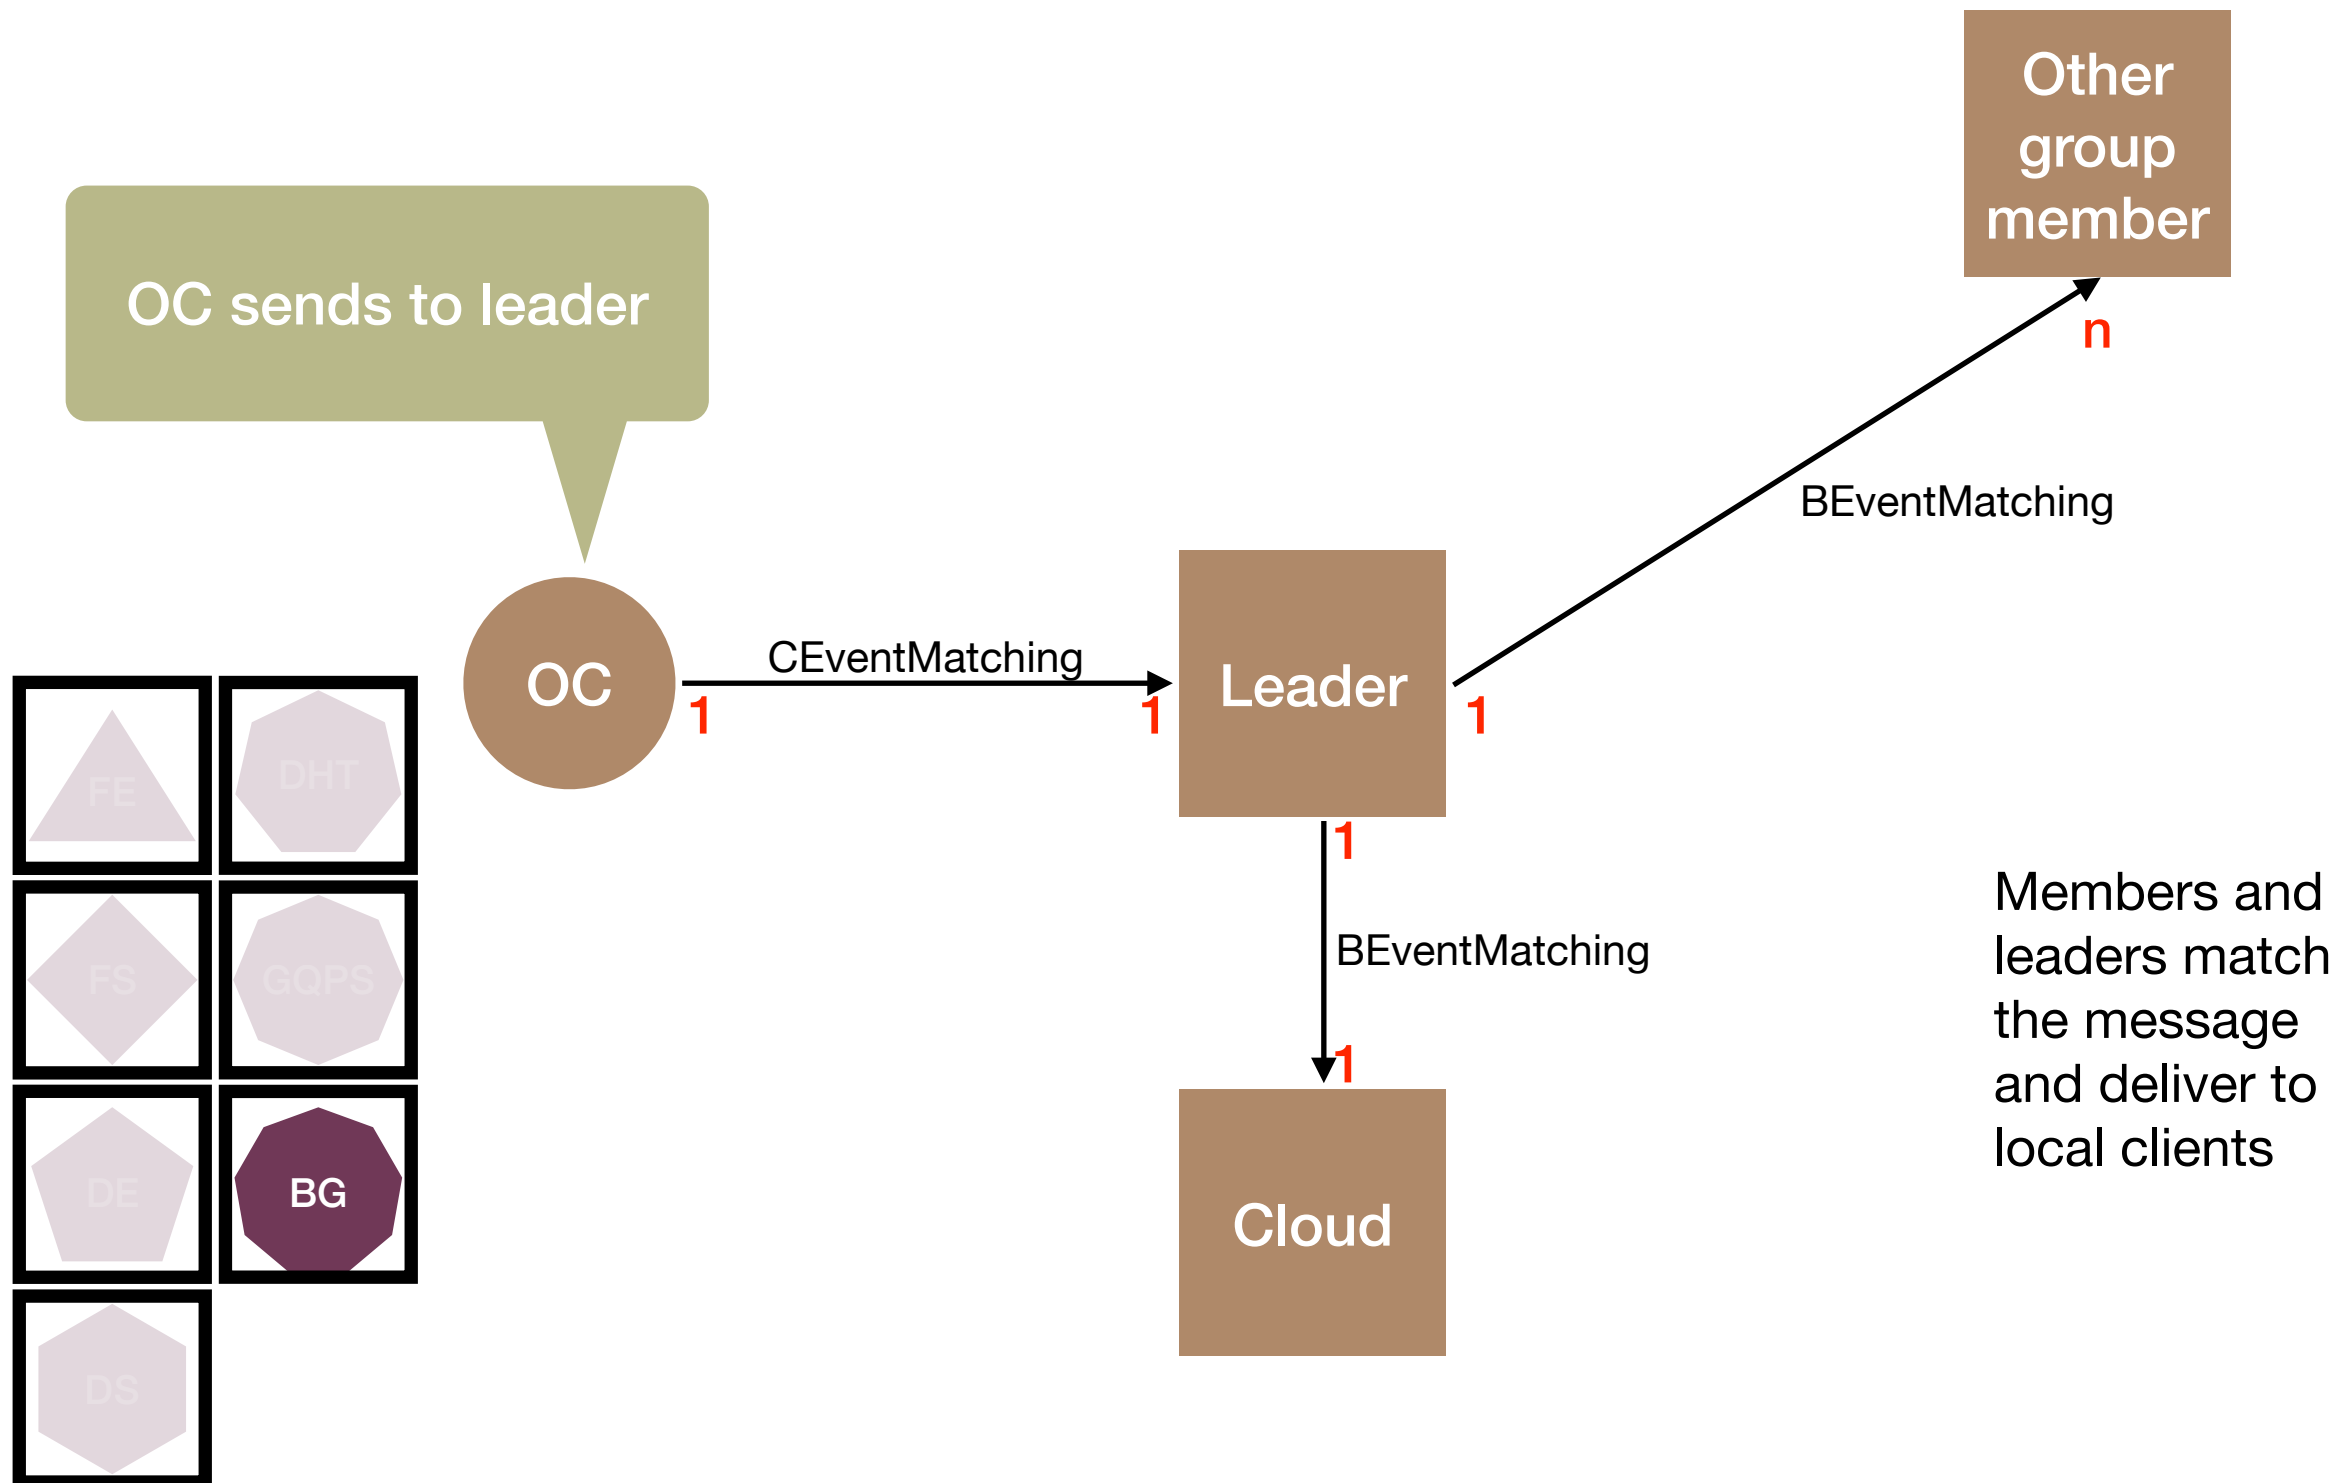 Other
group
member
n
OC sends to leader
BEventMatching
CEventMatching
OC
1
1
Leader
1
1
BEventMatching
1
Cloud
FE
DHT
FS
GQPS
DE
BG
DS
Members and
leaders match
the message
and deliver to
local clients